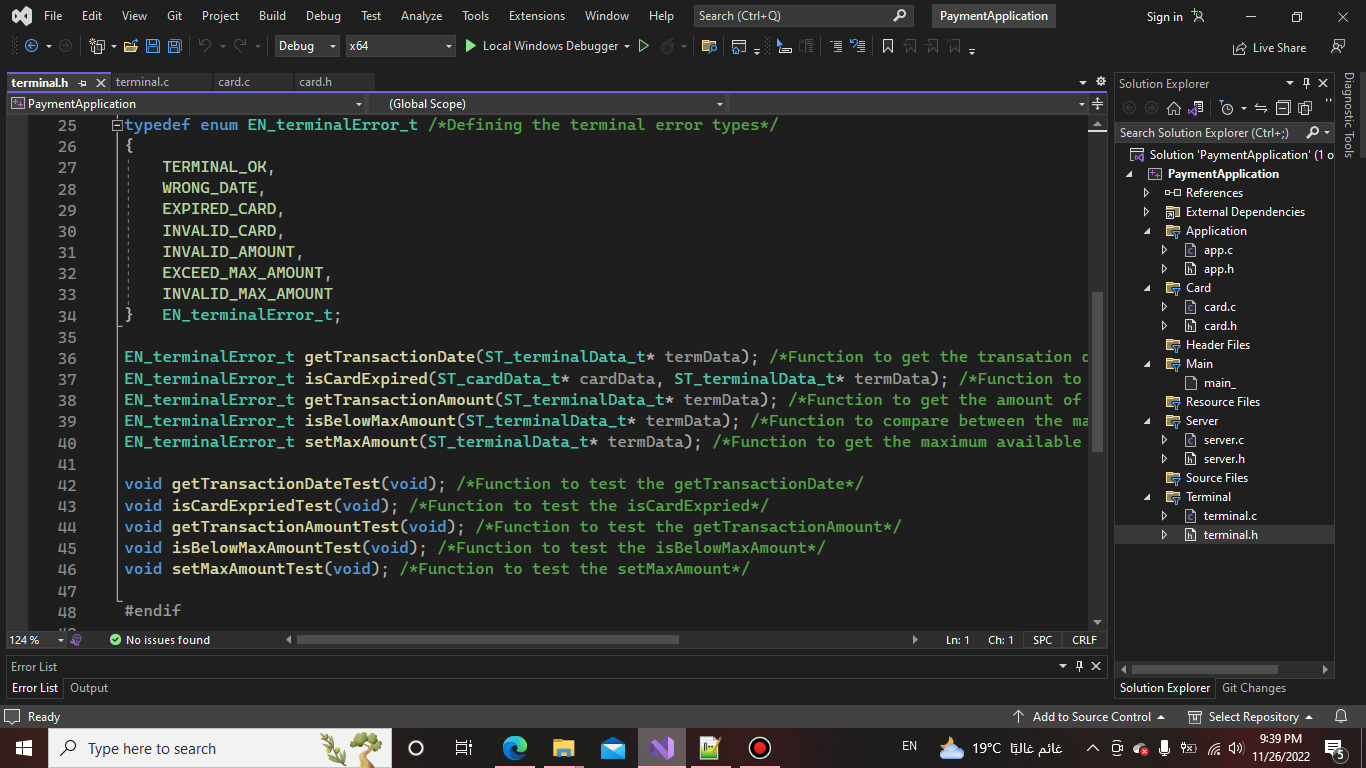 File Edit View Git Project Build Debug Test Analyze Tools Extensions Window Help Search (Ctrl+Q) PaymentApplication Sign in
Debug x64 Local Windows Debugger Live Share
terminal.h terminal.c card.c card.h
PaymentApplication (Global Scope)
25 typedef enum EN_terminalError_t /*Defining the terminal error types*/
26 {
27 TERMINAL_OK,
28 WRONG_DATE,
29 EXPIRED_CARD,
30 INVALID_CARD,
31 INVALID_AMOUNT,
32 EXCEED_MAX_AMOUNT,
33 INVALID_MAX_AMOUNT
34 } EN_terminalError_t;
35
36 EN_terminalError_t getTransactionDate(ST_terminalData_t* termData); /*Function to get the transation d
37 EN_terminalError_t isCardExpired(ST_cardData_t* cardData, ST_terminalData_t* termData); /*Function to
38 EN_terminalError_t getTransactionAmount(ST_terminalData_t* termData); /*Function to get the amount of
39 EN_terminalError_t isBelowMaxAmount(ST_terminalData_t* termData); /*Function to compare between the ma
40 EN_terminalError_t setMaxAmount(ST_terminalData_t* termData); /*Function to get the maximum available
41
42 void getTransactionDateTest(void); /*Function to test the getTransactionDate*/
43 void isCardExpriedTest(void); /*Function to test the isCardExpried*/
44 void getTransactionAmountTest(void); /*Function to test the getTransactionAmount*/
45 void isBelowMaxAmountTest(void); /*Function to test the isBelowMaxAmount*/
46 void setMaxAmountTest(void); /*Function to test the setMaxAmount*/
47
48 #endif
124 % No issues found Ln: 1 Ch: 1 SPC CRLF
Error List
Error List Output
Solution Explorer
Search Solution Explorer (Ctrl+;)
Solution 'PaymentApplication' (1 o
PaymentApplication
References
External Dependencies
Application
app.c
app.h
Card
card.c
card.h
Header Files
Main
main_
Resource Files
Server
server.c
server.h
Source Files
Terminal
terminal.c
terminal.h
Solution Explorer Git Changes
Diagnostic Tools
Ready Add to Source Control Select Repository
Type here to search EN 19°C غائم غالبًا 9:39 PM
11/26/2022 5